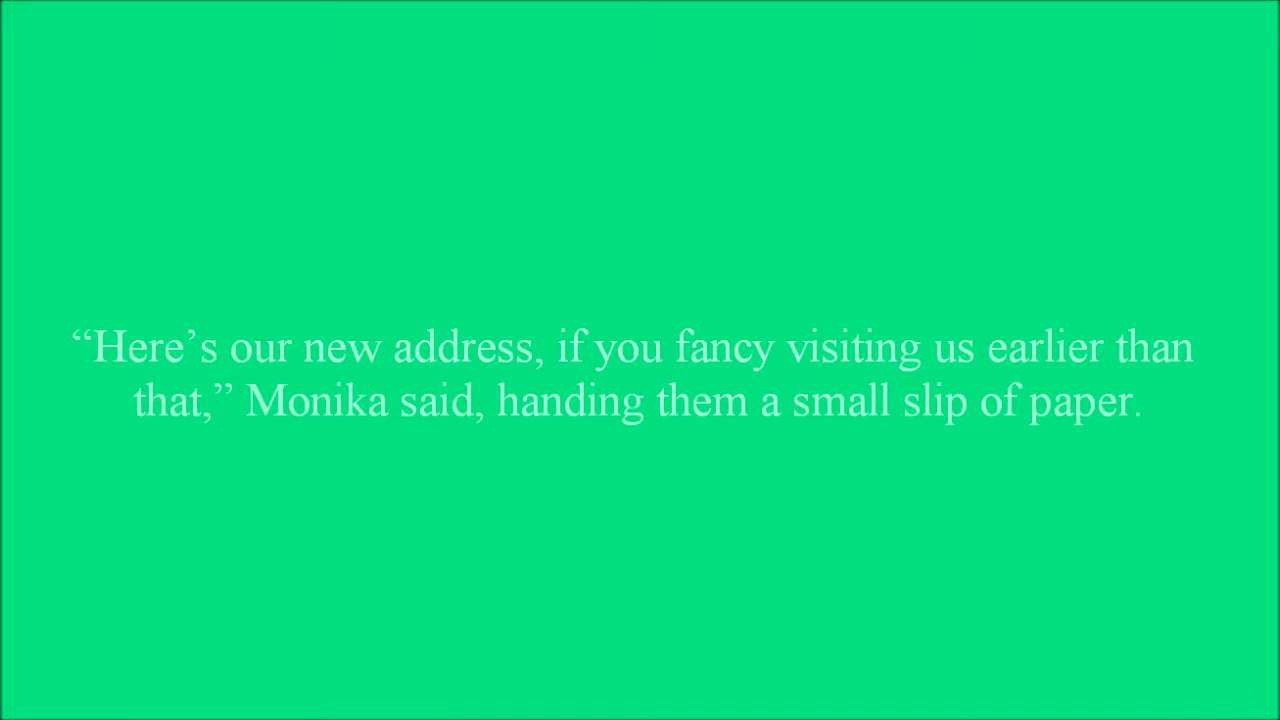 “Here’s our new address, if you fancy visiting us earlier than
that,” Monika said, handing them a small slip of paper.